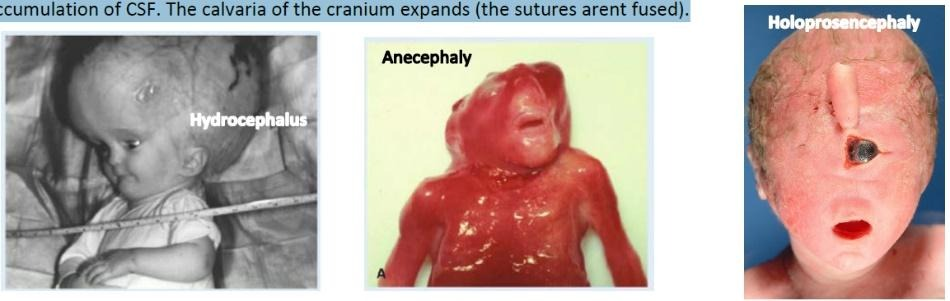 ccumulation of CSF. The calvaria of the cranium expands (the sutures arent fused).
Holoprosencephaly
Anecephaly
Hydrocephalus
A